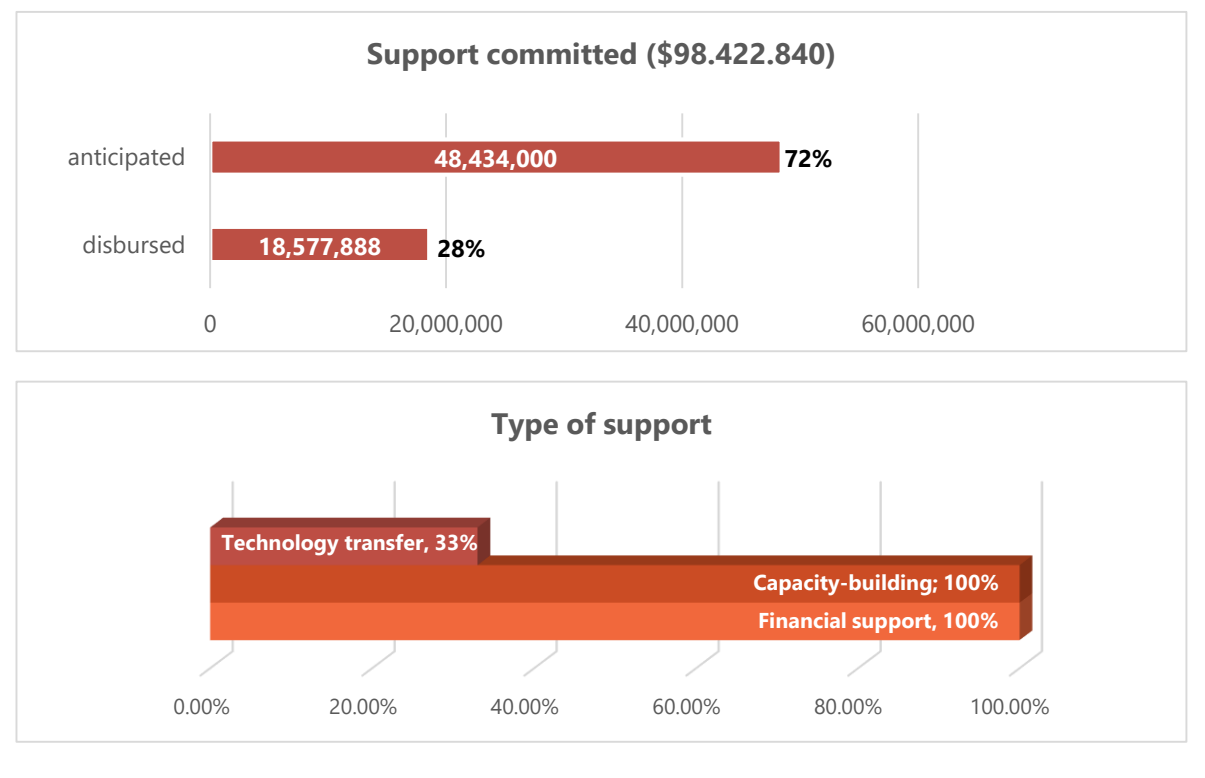 Support committed ($98.422.840)
anticipated
48,434,000
72%
disbursed
18,577,888
28%
0
20,000,000
40,000,000
60,000,000
Type of support
Technology transfer, 33%
Capacity-building; 100%
Financial support, 100%
0.00%
20.00%
40.00%
60.00%
80.00%
100.00%